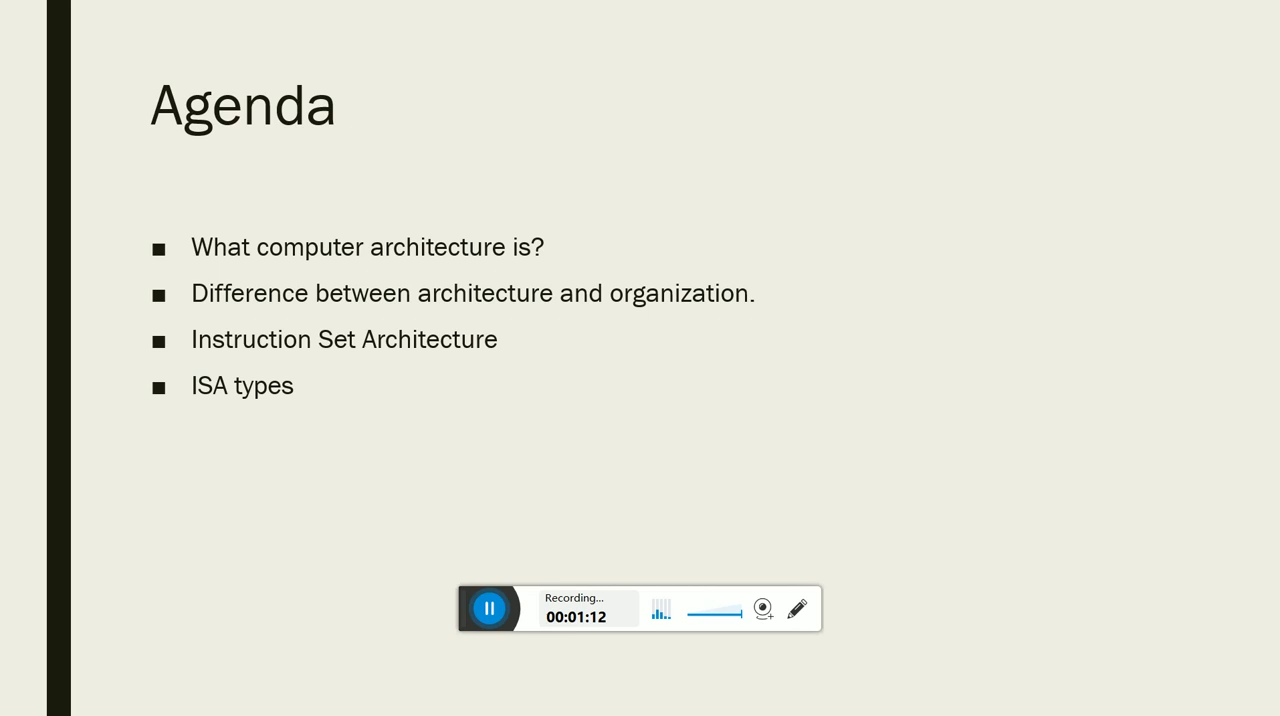 Agenda
■ What computer architecture is?
■ Difference between architecture and organization.
■ Instruction Set Architecture
■ ISA types
Recording...
00:01:12